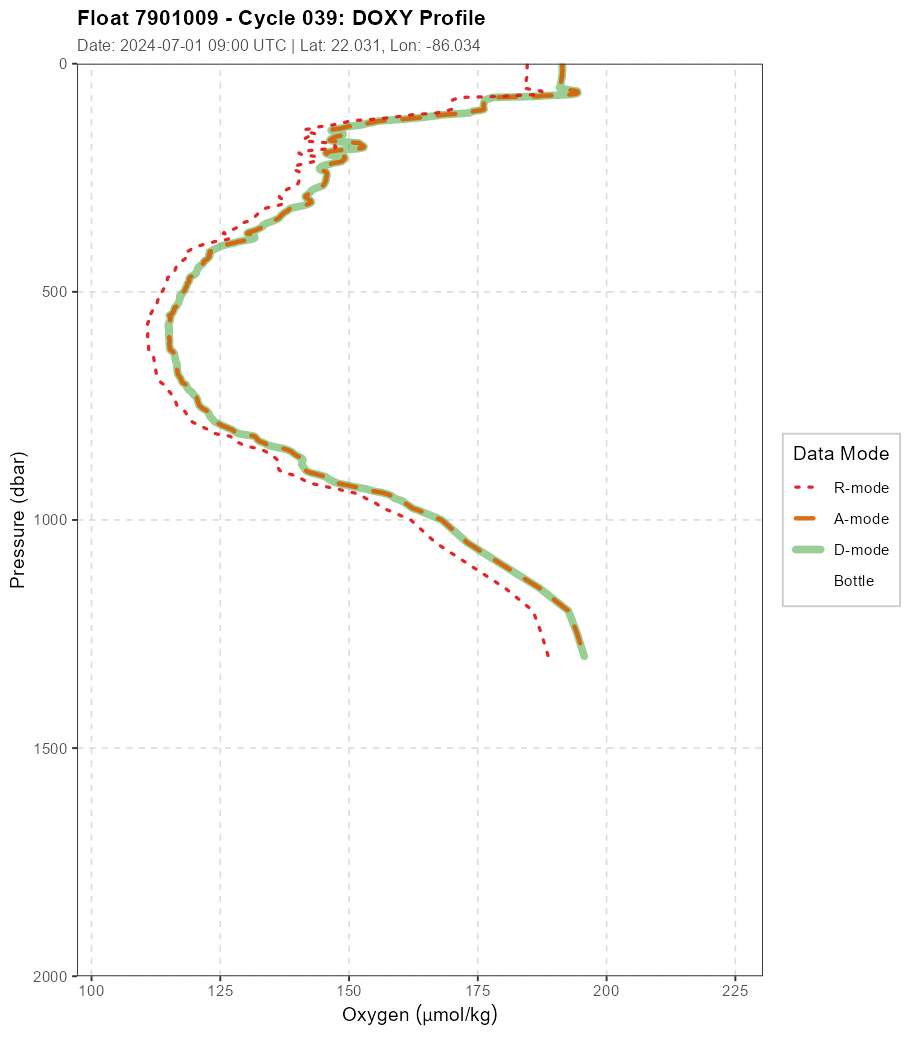 Float 7901009 - Cycle 039: DOXY Profile
Date: 2024-07-01 09:00 UTC | Lat: 22.031, Lon: -86.034
0
500
1000
1500
2000
Pressure (dbar)
100
125
150
175
200
225
Oxygen (μmol/kg)
Data Mode
R-mode
A-mode
D-mode
Bottle